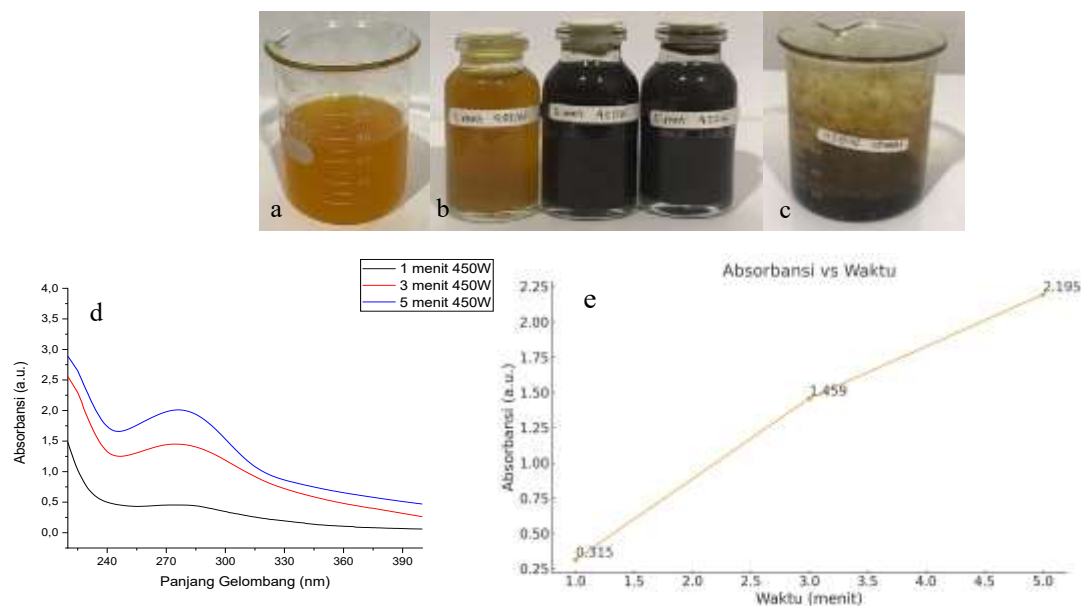 a
b
c
1 menit 450W
3 menit 450W
5 menit 450W
d
4,0
3,5
3,0
2,5
2,0
1,5
1,0
0,5
0,0
Absorbansi (a.u.)
240 270 300 330 360 390
Panjang Gelombang (nm)
Absorbansi vs Waktu
e
2.25
2.00
1.75
1.50
1.25
1.00
0.75
0.50
0.25
Absorbansi (a.u.)
2.195
1.459
0.315
1.0 1.5 2.0 2.5 3.0 3.5 4.0 4.5 5.0
Waktu (menit)